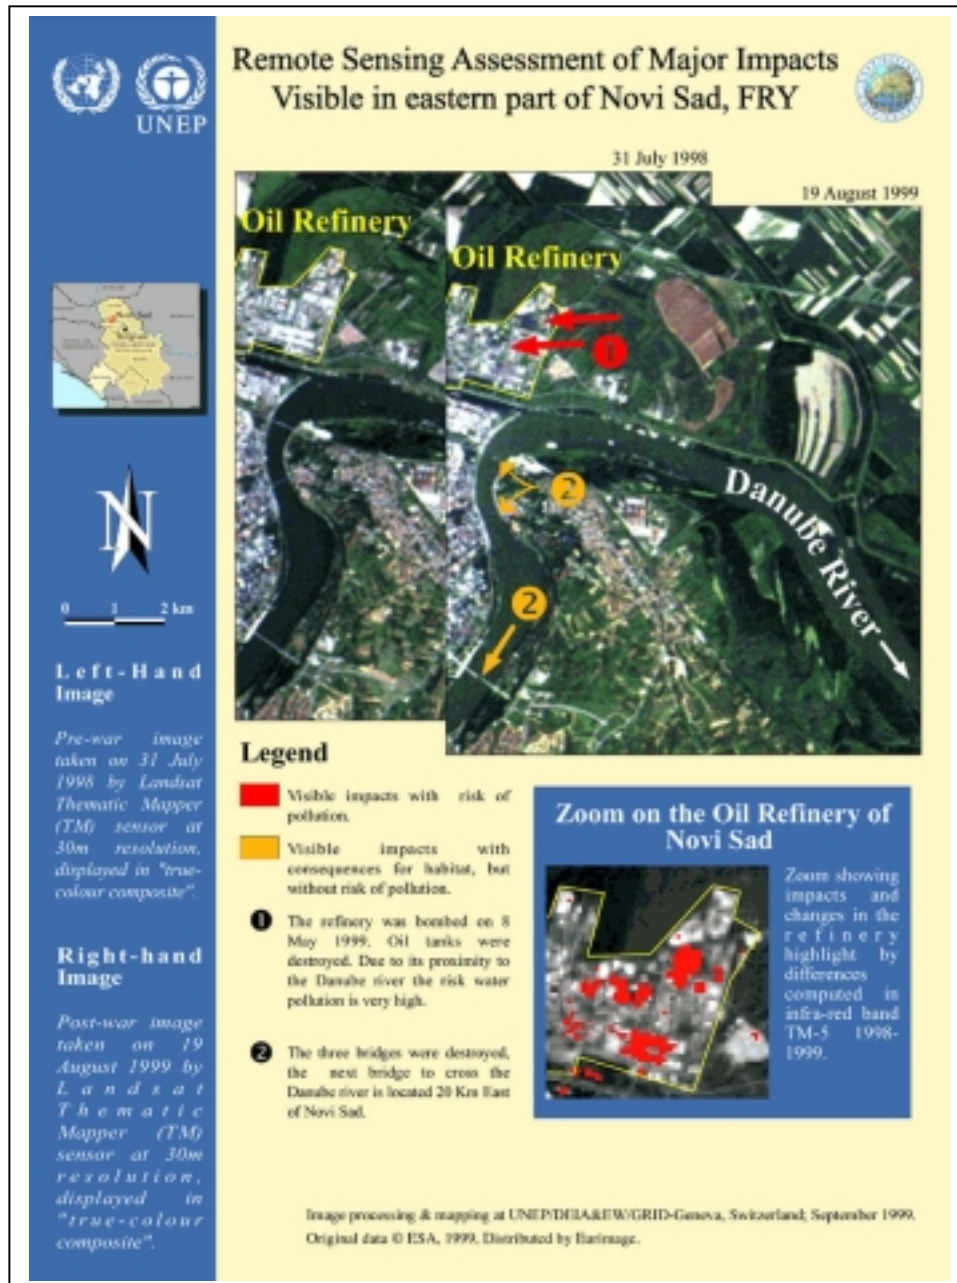 UNEP
Remote Sensing Assessment of Major Impacts
Visible in eastern part of Novi Sad, FRY
31 July 1998
19 August 1999
Oil Refinery
Oil Refinery
1
2
2
Danube River
N
0 1 2 km
Left-Hand
Image
Pre-war image
taken on 31 July
1998 by Landsat
Thematic Mapper
(TM) sensor at
30m resolution,
displayed in "true-
colour composite".
Right-hand
Image
Post-war image
taken on 19
August 1999 by
Landsat
Thematic
Mapper (TM)
sensor at 30m
resolution,
displayed in
"true-colour
composite".
Legend
Visible impacts with risk of
pollution.
Visible impacts with
consequences for habitat, but
without risk of pollution.
1 The refinery was bombed on 8
May 1999. Oil tanks were
destroyed. Due to its proximity to
the Danube river the risk water
pollution is very high.
2 The three bridges were destroyed,
the next bridge to cross the
Danube river is located 20 Km East
of Novi Sad.
Zoom on the Oil Refinery of
Novi Sad
Zoom showing
impacts and
changes in the
refinery
highlight by
differences
computed in
infra-red band
TM-5 1998-
1999.
Image processing & mapping at UNEP/DEIA&EW/GRID-Geneva, Switzerland; September 1999.
Original data © ESA, 1999. Distributed by Eurimage.